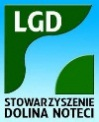 LGD
STOWARZYSZENIE
DOLINA NOTECI